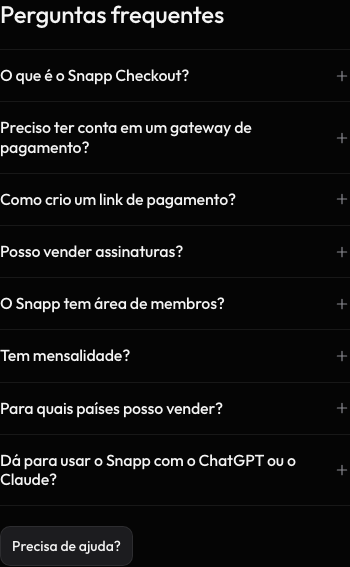 Perguntas frequentes
O que é o Snapp Checkout?
Preciso ter conta em um gateway de
pagamento?
Como crio um link de pagamento?
Posso vender assinaturas?
O Snapp tem área de membros?
Tem mensalidade?
Para quais países posso vender?
Dá para usar o Snapp com o ChatGPT ou o
Claude?
Precisa de ajuda?